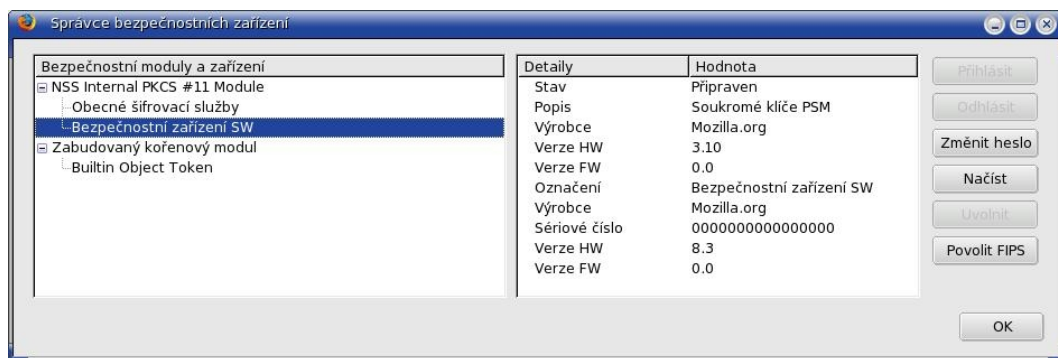 Správce bezpečnostních zařízení
Bezpečnostní moduly a zařízení
NSS Internal PKCS #11 Module
Obecné šifrovací služby
Bezpečnostní zařízení SW
Zabudovaný kořenový modul
Builtin Object Token
Detaily Hodnota
Stav Připraven
Popis Soukromé klíče PSM
Výrobce Mozilla.org
Verze HW 3.10
Verze FW 0.0
Označení Bezpečnostní zařízení SW
Výrobce Mozilla.org
Sériové číslo 0000000000000000
Verze HW 8.3
Verze FW 0.0
Přihlásit
Odhlásit
Změnit heslo
Načíst
Uvolnit
Povolit FIPS
OK